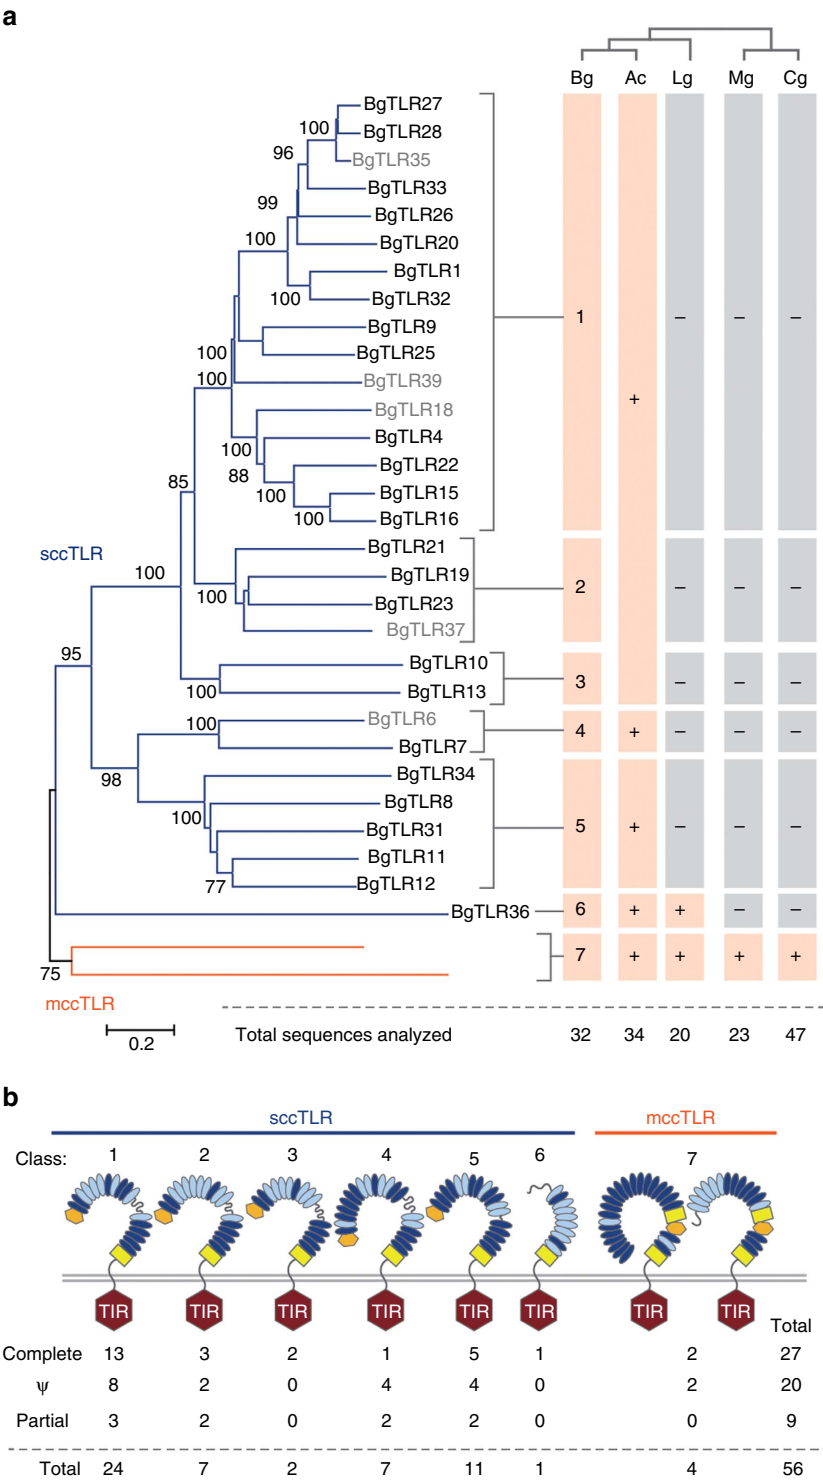 a
Bg Ac Lg Mg Cg
BgTLR27
100 BgTLR28
96 BgTLR35
BgTLR33
99 BgTLR26
100 BgTLR20
BgTLR1
100 BgTLR32
1 – – –
BgTLR9
100 BgTLR25
100 BgTLR39
+
BgTLR18
100 BgTLR4
88 BgTLR22
100 BgTLR15
100 BgTLR16
85
sccTLR
BgTLR21
100 BgTLR19
2 – – –
100 BgTLR23
BgTLR37
95
BgTLR10
3 – – –
100 BgTLR13
100 BgTLR6
4 + – – –
BgTLR7
98 BgTLR34
BgTLR8
100 BgTLR31
5 + – – –
BgTLR11
77 BgTLR12
BgTLR36 6 + + – –
7 + + + +
75
mccTLR
0.2
Total sequences analyzed 32 34 20 23 47
b
sccTLR mccTLR
Class: 1 2 3 4 5 6 7
TIR TIR TIR TIR TIR TIR TIR TIR
Total
Complete 13 3 2 1 5 1 2 27
ψ 8 2 0 4 4 0 2 20
Partial 3 2 0 2 2 0 0 9
Total 24 7 2 7 11 1 4 56